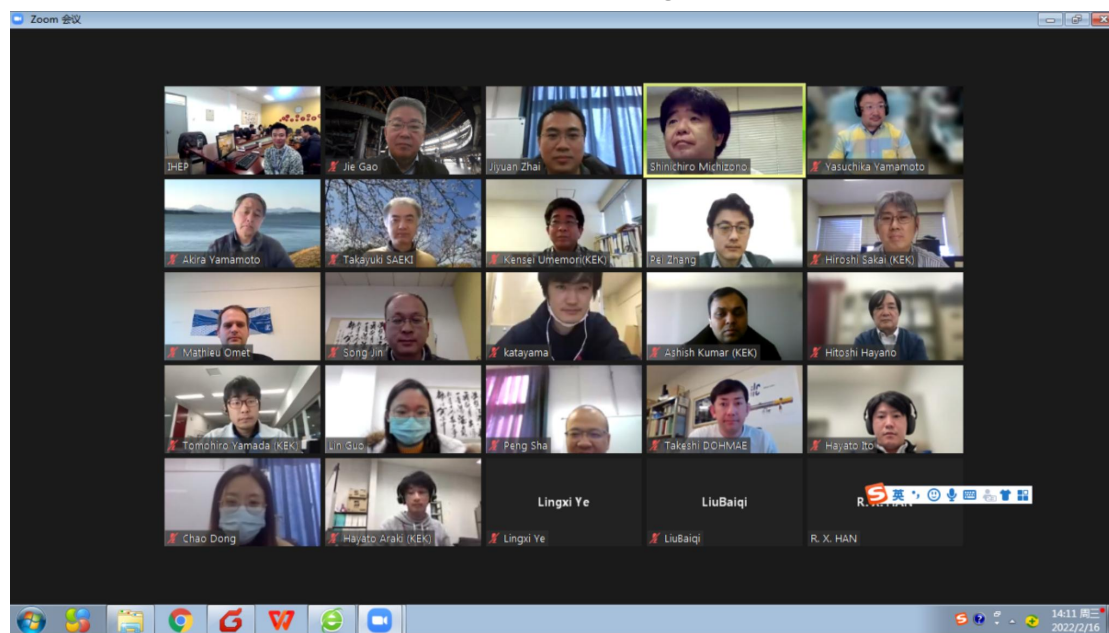 Zoom 会议
IHEP
Jie Gao
Jiyuan Zhai
Shinichiro Michizono
Yasuchika Yamamoto
Akira Yamamoto
Takayuki SAEKI
Kensei Umemori(KEK)
Pei Zhang
Hiroshi Sakai (KEK)
Mathieu Omet
Song Jin
katayama
Ashish Kumar (KEK)
Hitoshi Hayano
Tomohiro Yamada (KEK)
Lin Guo
Peng Sha
Takeshi DOHMAE
Hayato Ito
Lingxi Ye
LiuBaiqi
英
Chao Dong
Hayato Araki (KEK)
Lingxi Ye
LiuBaiqi
R. X. HAN
14:11 周三
2022/2/16